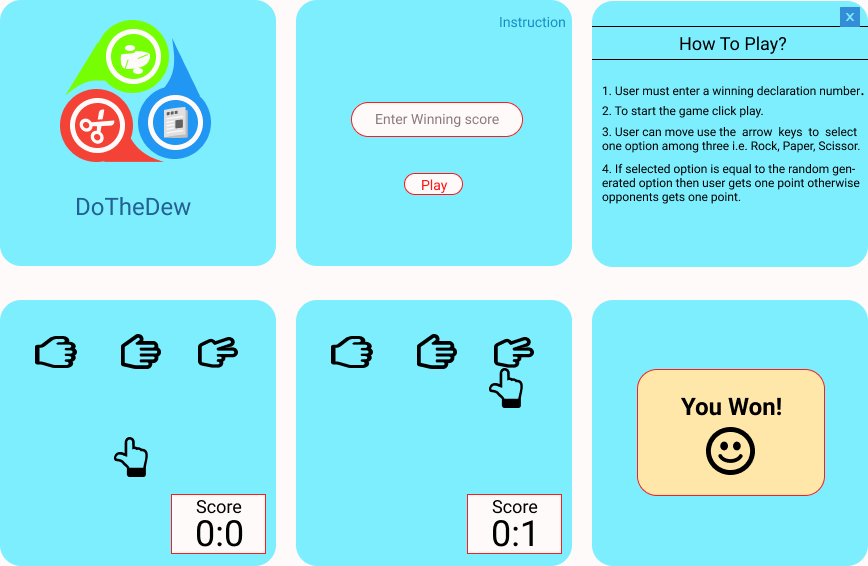 DoTheDew
Instruction
Enter Winning score
Play
X
How To Play?
1. User must enter a winning declaration number.
2. To start the game click play.
3. User can move use the arrow keys to select
one option among three i.e. Rock, Paper, Scissor.
4. If selected option is equal to the random gen-
erated option then user gets one point otherwise
opponents gets one point.
Score
0:0
Score
0:1
You Won!